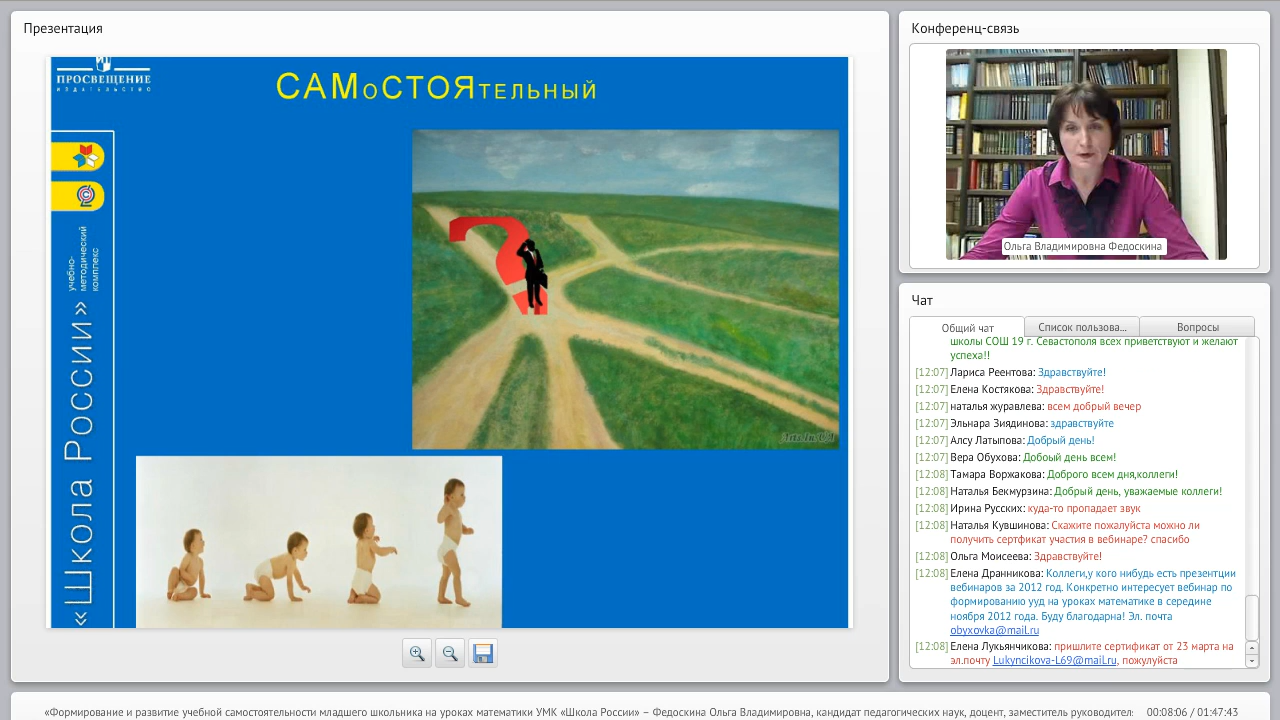 Презентация
ПРОСВЕЩЕНИЕ
ИЗДАТЕЛЬСТВО
САМоСТОЯтельный
учебно-
методический
комплекс
«Школа России»
Конференц-связь
Ольга Владимировна Федоскина
Чат
Общий чат
Список пользова...
Вопросы
школы СОШ 19 г. Севастополя всех приветствуют и желают
успеха!!
[12:07] Лариса Реентова: Здравствуйте!
[12:07] Елена Костякова: Здравствуйте!
[12:07] наталья журавлева: всем добрый вечер
[12:07] Эльнара Зиядинова: здравствуйте
[12:07] Алсу Латыпова: Добрый день!
[12:07] Вера Обухова: Добоый день всем!
[12:08] Тамара Воржакова: Доброго всем дня,коллеги!
[12:08] Наталья Бекмурзина: Добрый день, уважаемые коллеги!
[12:08] Ирина Русских: куда-то пропадает звук
[12:08] Наталья Кувшинова: Скажите пожалуйста можно ли
получить сертфикат участия в вебинаре? спасибо
[12:08] Ольга Моисеева: Здравствуйте!
[12:08] Елена Дранникова: Коллеги,у кого нибудь есть презентции
вебинаров за 2012 год. Конкретно интересует вебинар по
формированию ууд на уроках математике в середине
ноября 2012 года. Буду благодарна! Эл. почта
obyxovka@mail.ru
[12:08] Елена Лукьянчикова: пришлите сертификат от 23 марта на
эл.почту Lukyncikova-L69@mail.ru, пожулуйста
«Формирование и развитие учебной самостоятельности младшего школьника на уроках математики УМК «Школа России» – Федоскина Ольга Владимировна, кандидат педагогических наук, доцент, заместитель руководител
00:08:06 / 01:47:43